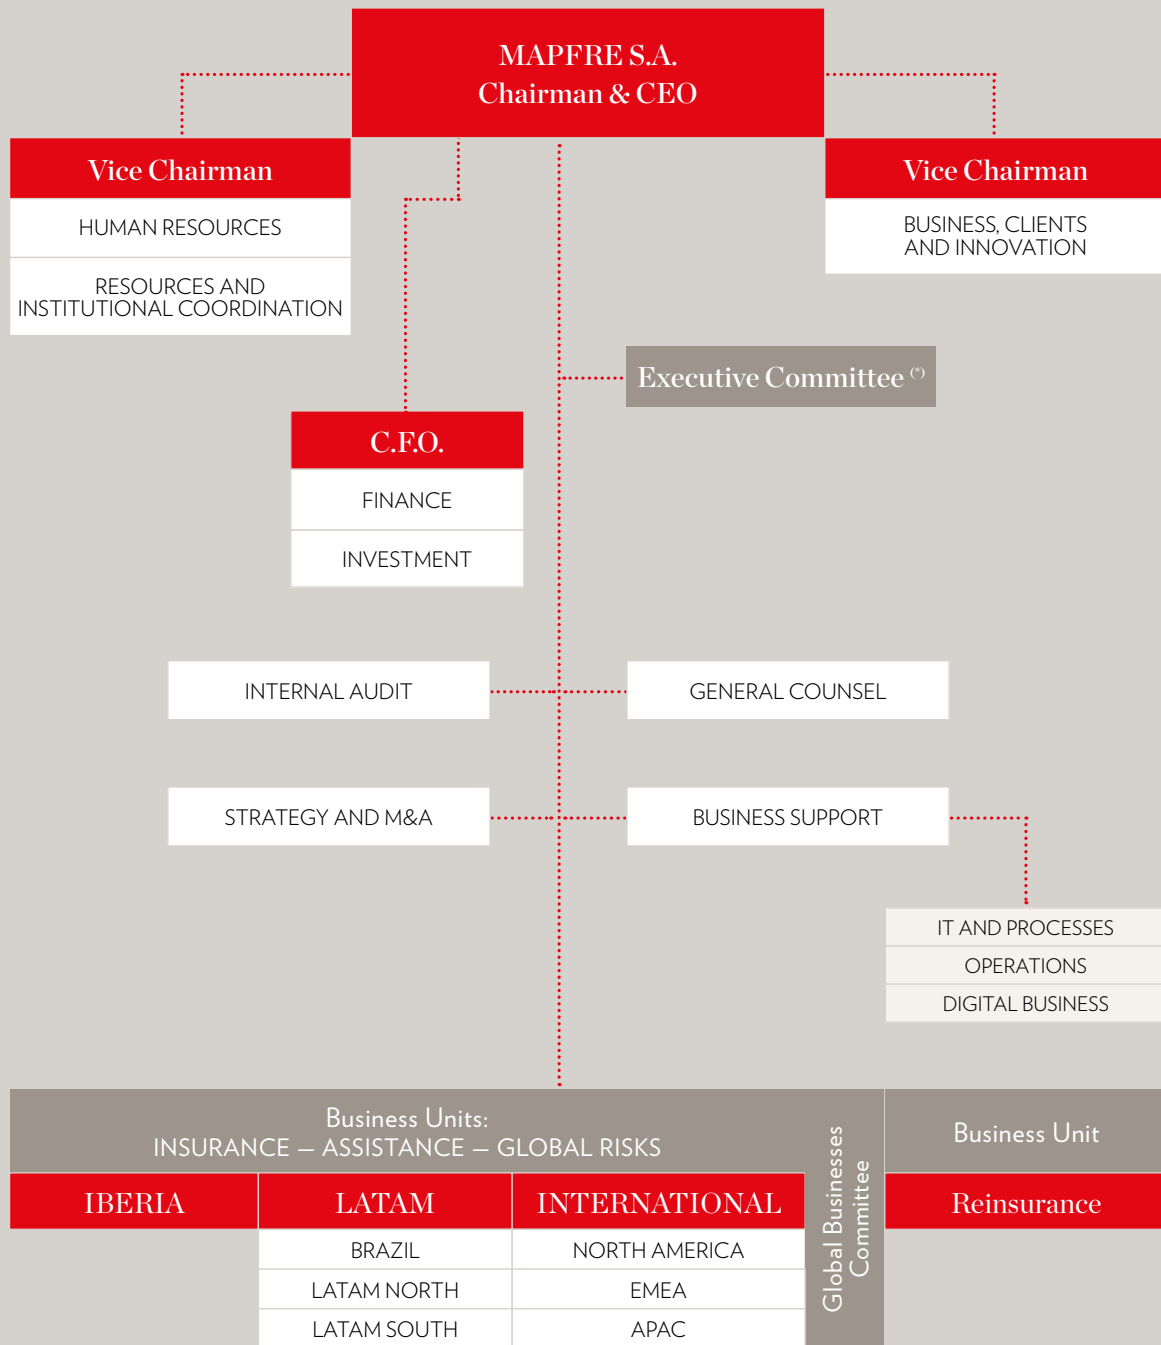 MAPFRE S.A.
Chairman & CEO
Vice Chairman
HUMAN RESOURCES
RESOURCES AND
INSTITUTIONAL COORDINATION
Vice Chairman
BUSINESS, CLIENTS
AND INNOVATION
Executive Committee (*)
C.F.O.
FINANCE
INVESTMENT
INTERNAL AUDIT
GENERAL COUNSEL
STRATEGY AND M&A
BUSINESS SUPPORT
IT AND PROCESSES
OPERATIONS
DIGITAL BUSINESS
Business Units:
INSURANCE — ASSISTANCE — GLOBAL RISKS
IBERIA
LATAM
BRAZIL
LATAM NORTH
LATAM SOUTH
INTERNATIONAL
NORTH AMERICA
EMEA
APAC
Global Businesses
Committee
Business Unit
Reinsurance